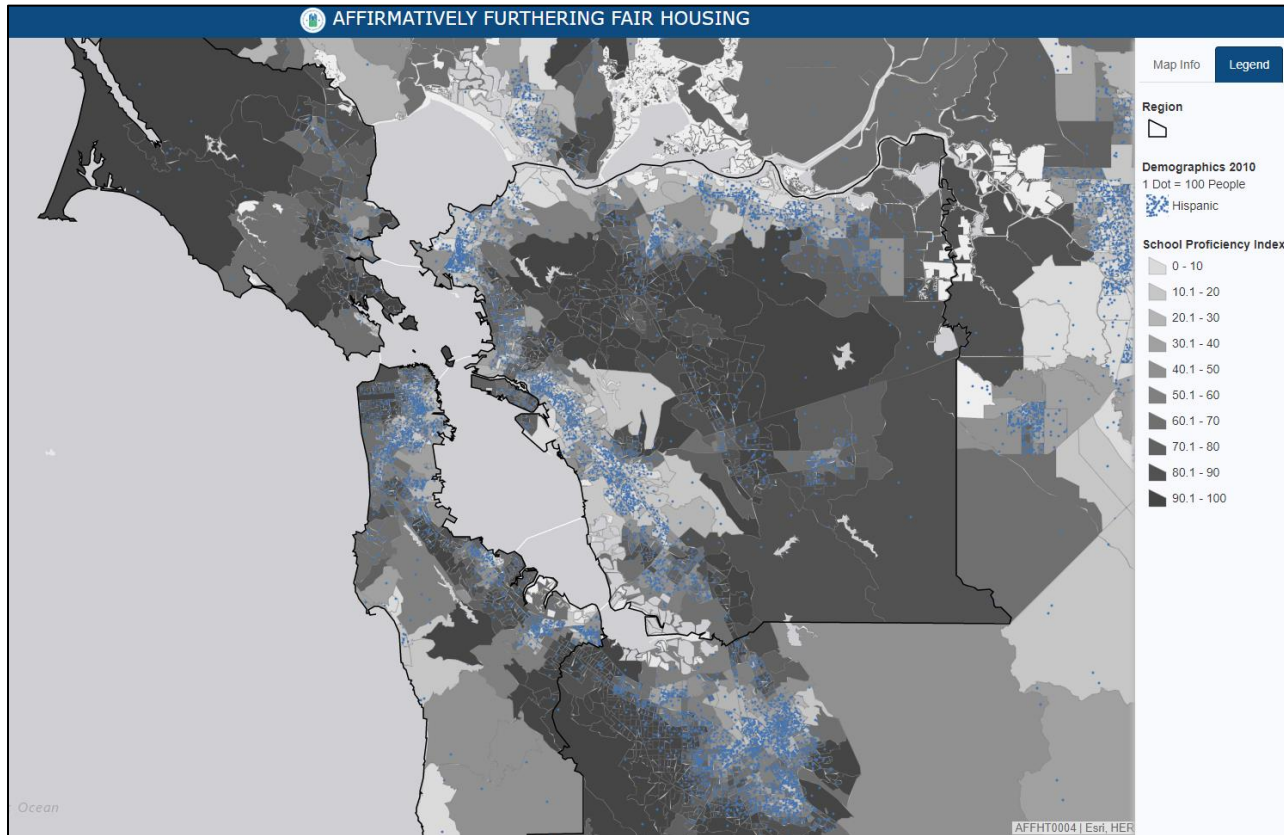 AFFIRMATIVELY FURTHERING FAIR HOUSING
Map Info
Legend
Region
Demographics 2010
1 Dot = 100 People
Hispanic
School Proficiency Index
0 - 10
10.1 - 20
20.1 - 30
30.1 - 40
40.1 - 50
50.1 - 60
60.1 - 70
70.1 - 80
80.1 - 90
90.1 - 100
Ocean
AFFHT0004 | Esri, HER